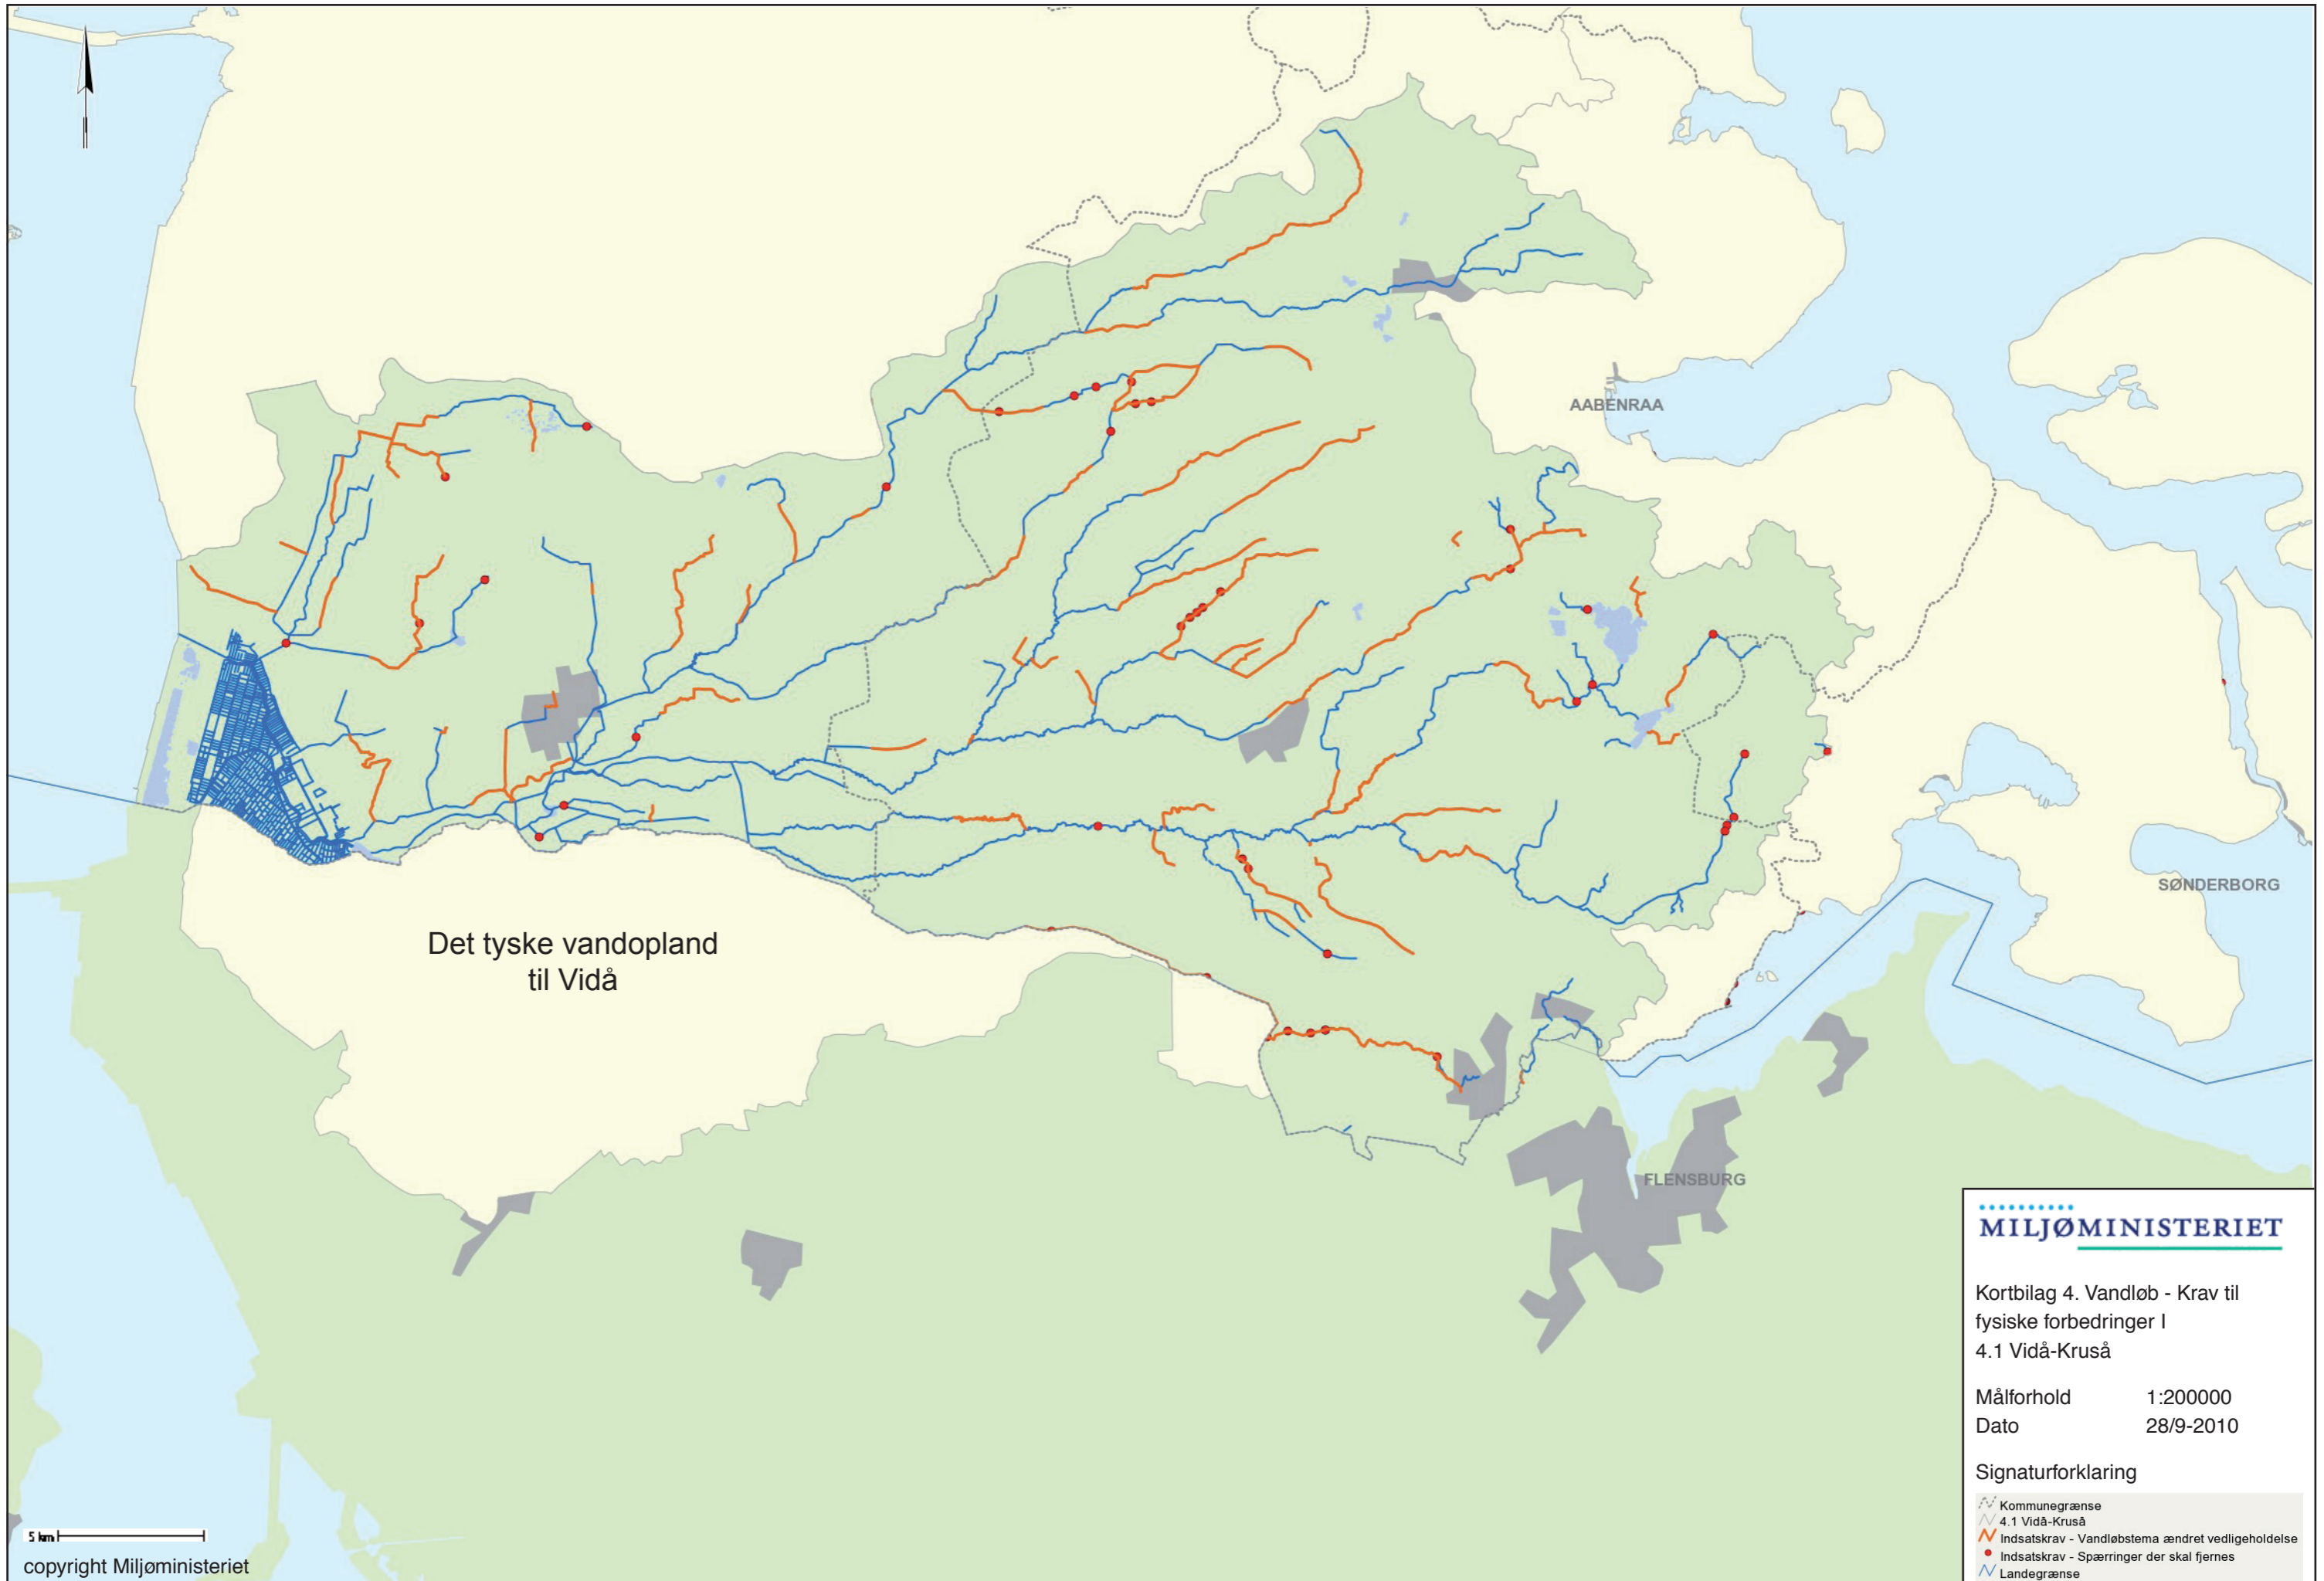 AABENRAA
SØNDERBORG
Det tyske vandopland
til Vidå
FLENSBURG
MILJØMINISTERIET
Kortbilag 4. Vandløb - Krav til
fysiske forbedringer I
4.1 Vidå-Kruså
Målforhold 1:200000
Dato 28/9-2010
Signaturforklaring
Kommunegrænse
4.1 Vidå-Kruså
Indsatskrav - Vandløbstema ændret vedligeholdelse
Indsatskrav - Spærringer der skal fjernes
Landegrænse
5 km
copyright Miljøministeriet